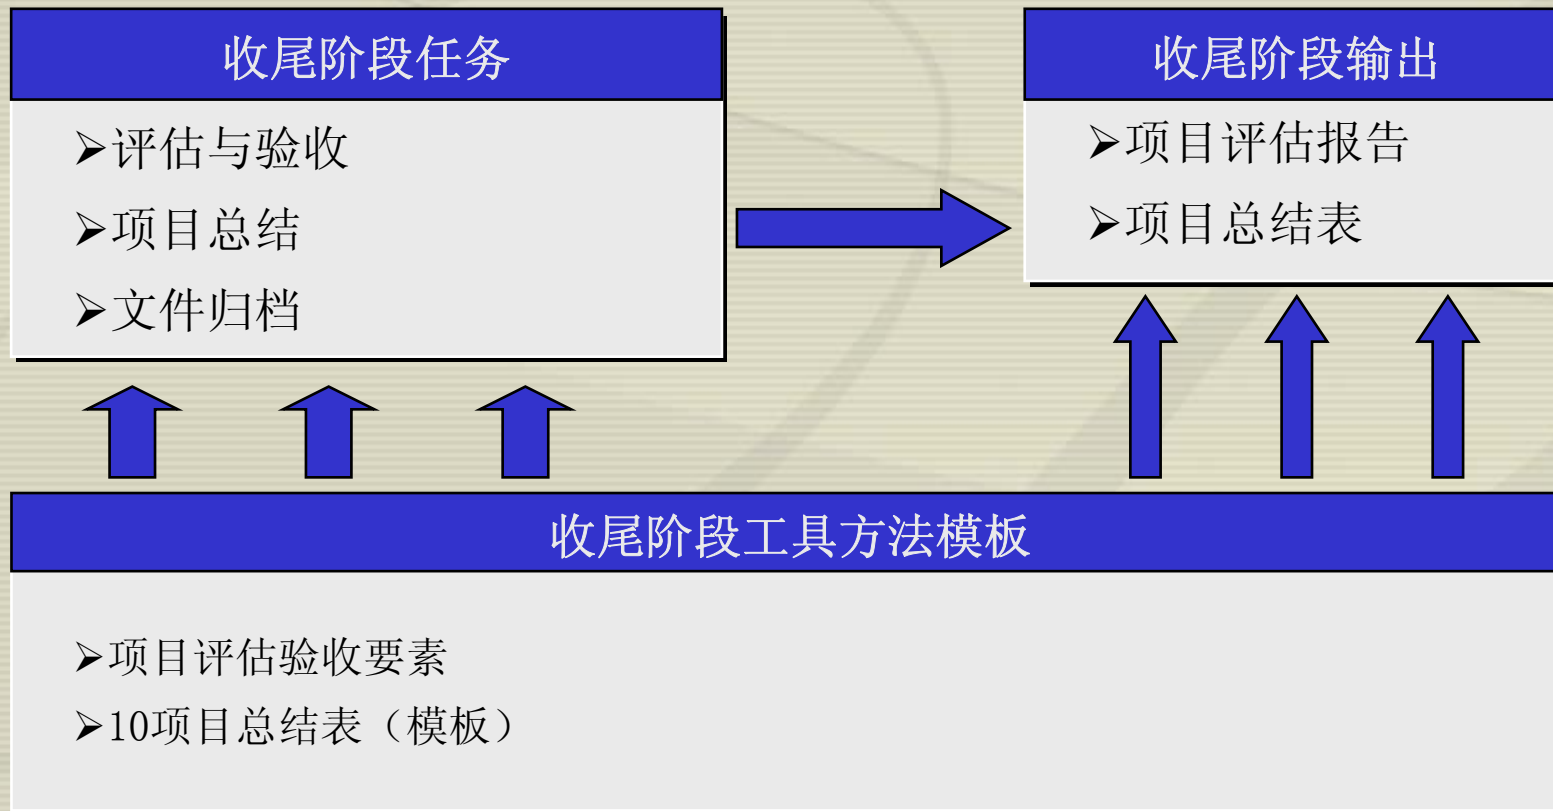 收尾阶段任务
➢评估与验收
➢项目总结
➢文件归档
收尾阶段输出
➢项目评估报告
➢项目总结表
收尾阶段工具方法模板
➢项目评估验收要素
➢10项目总结表（模板）